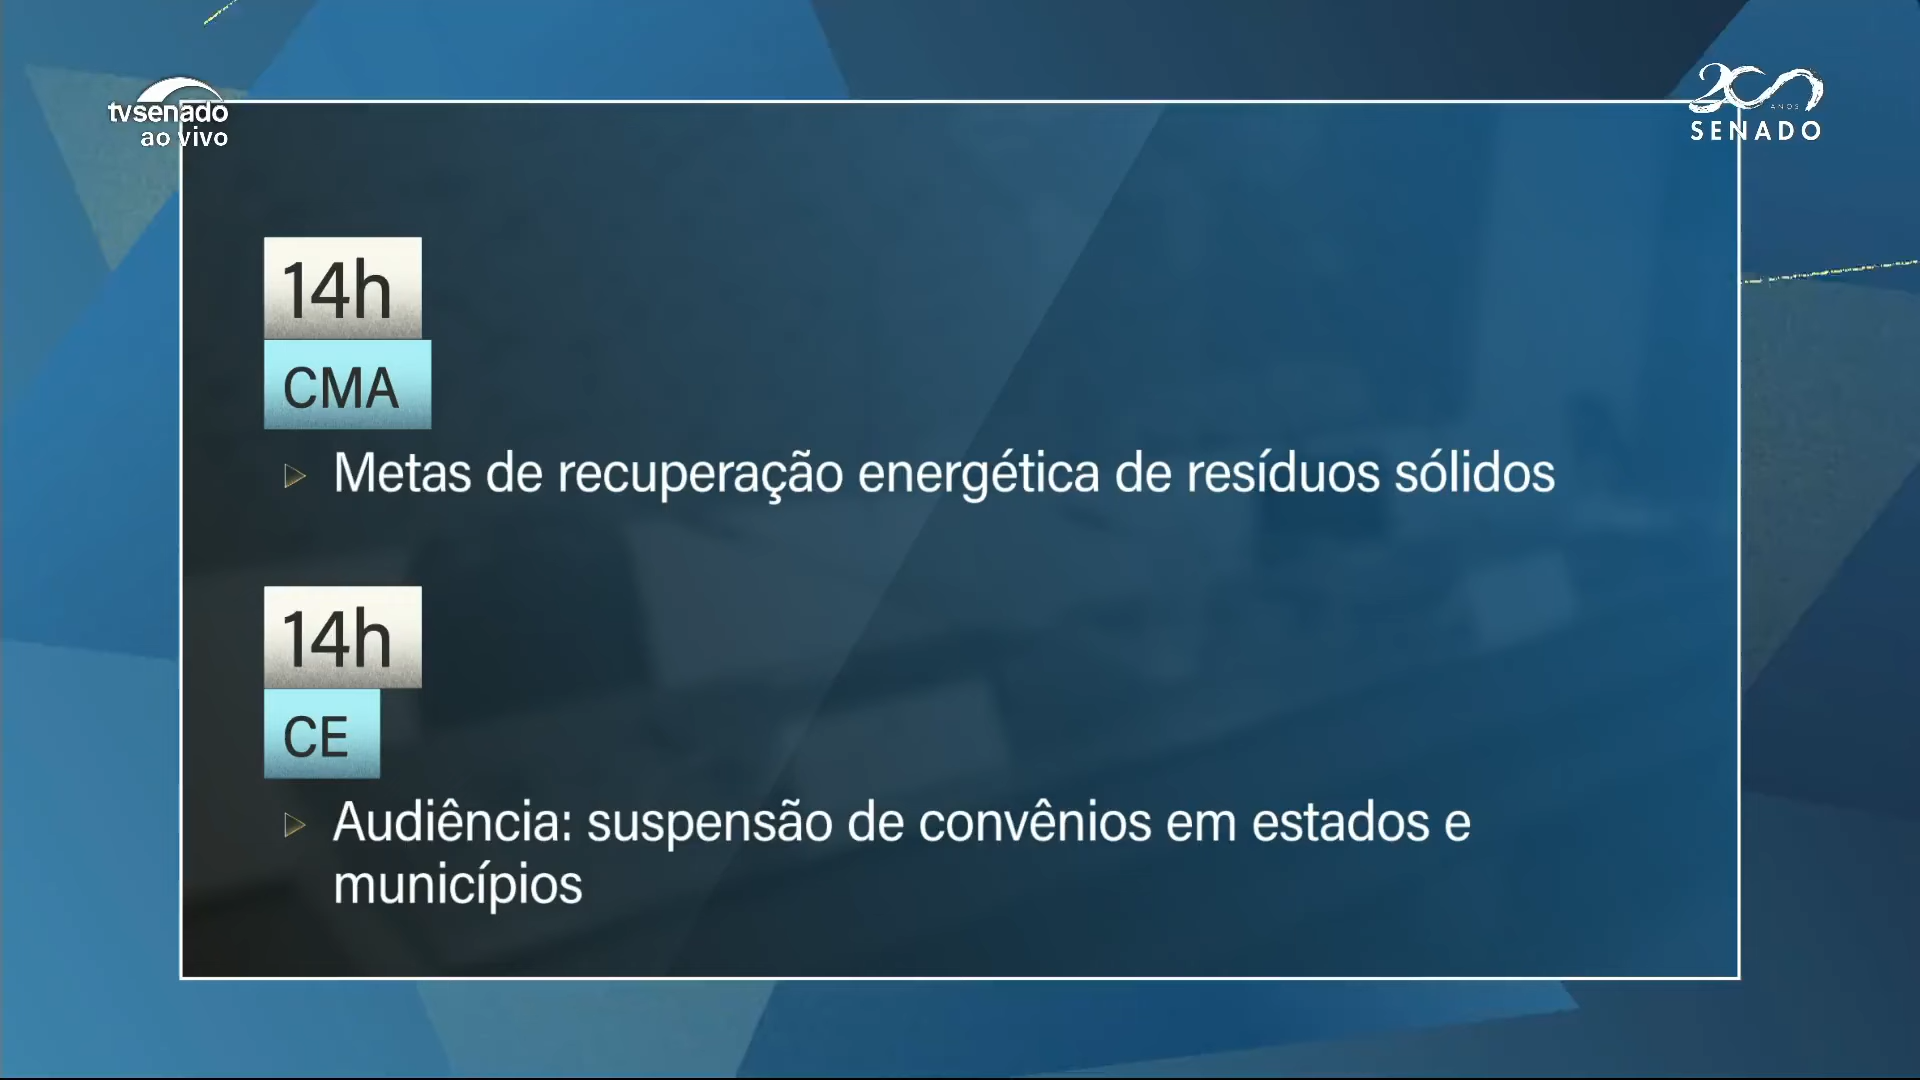 tvsenado
ao vivo
200
ANOS
SENADO
14h
CMA
Metas de recuperação energética de resíduos sólidos
14h
CE
Audiência: suspensão de convênios em estados e
municípios